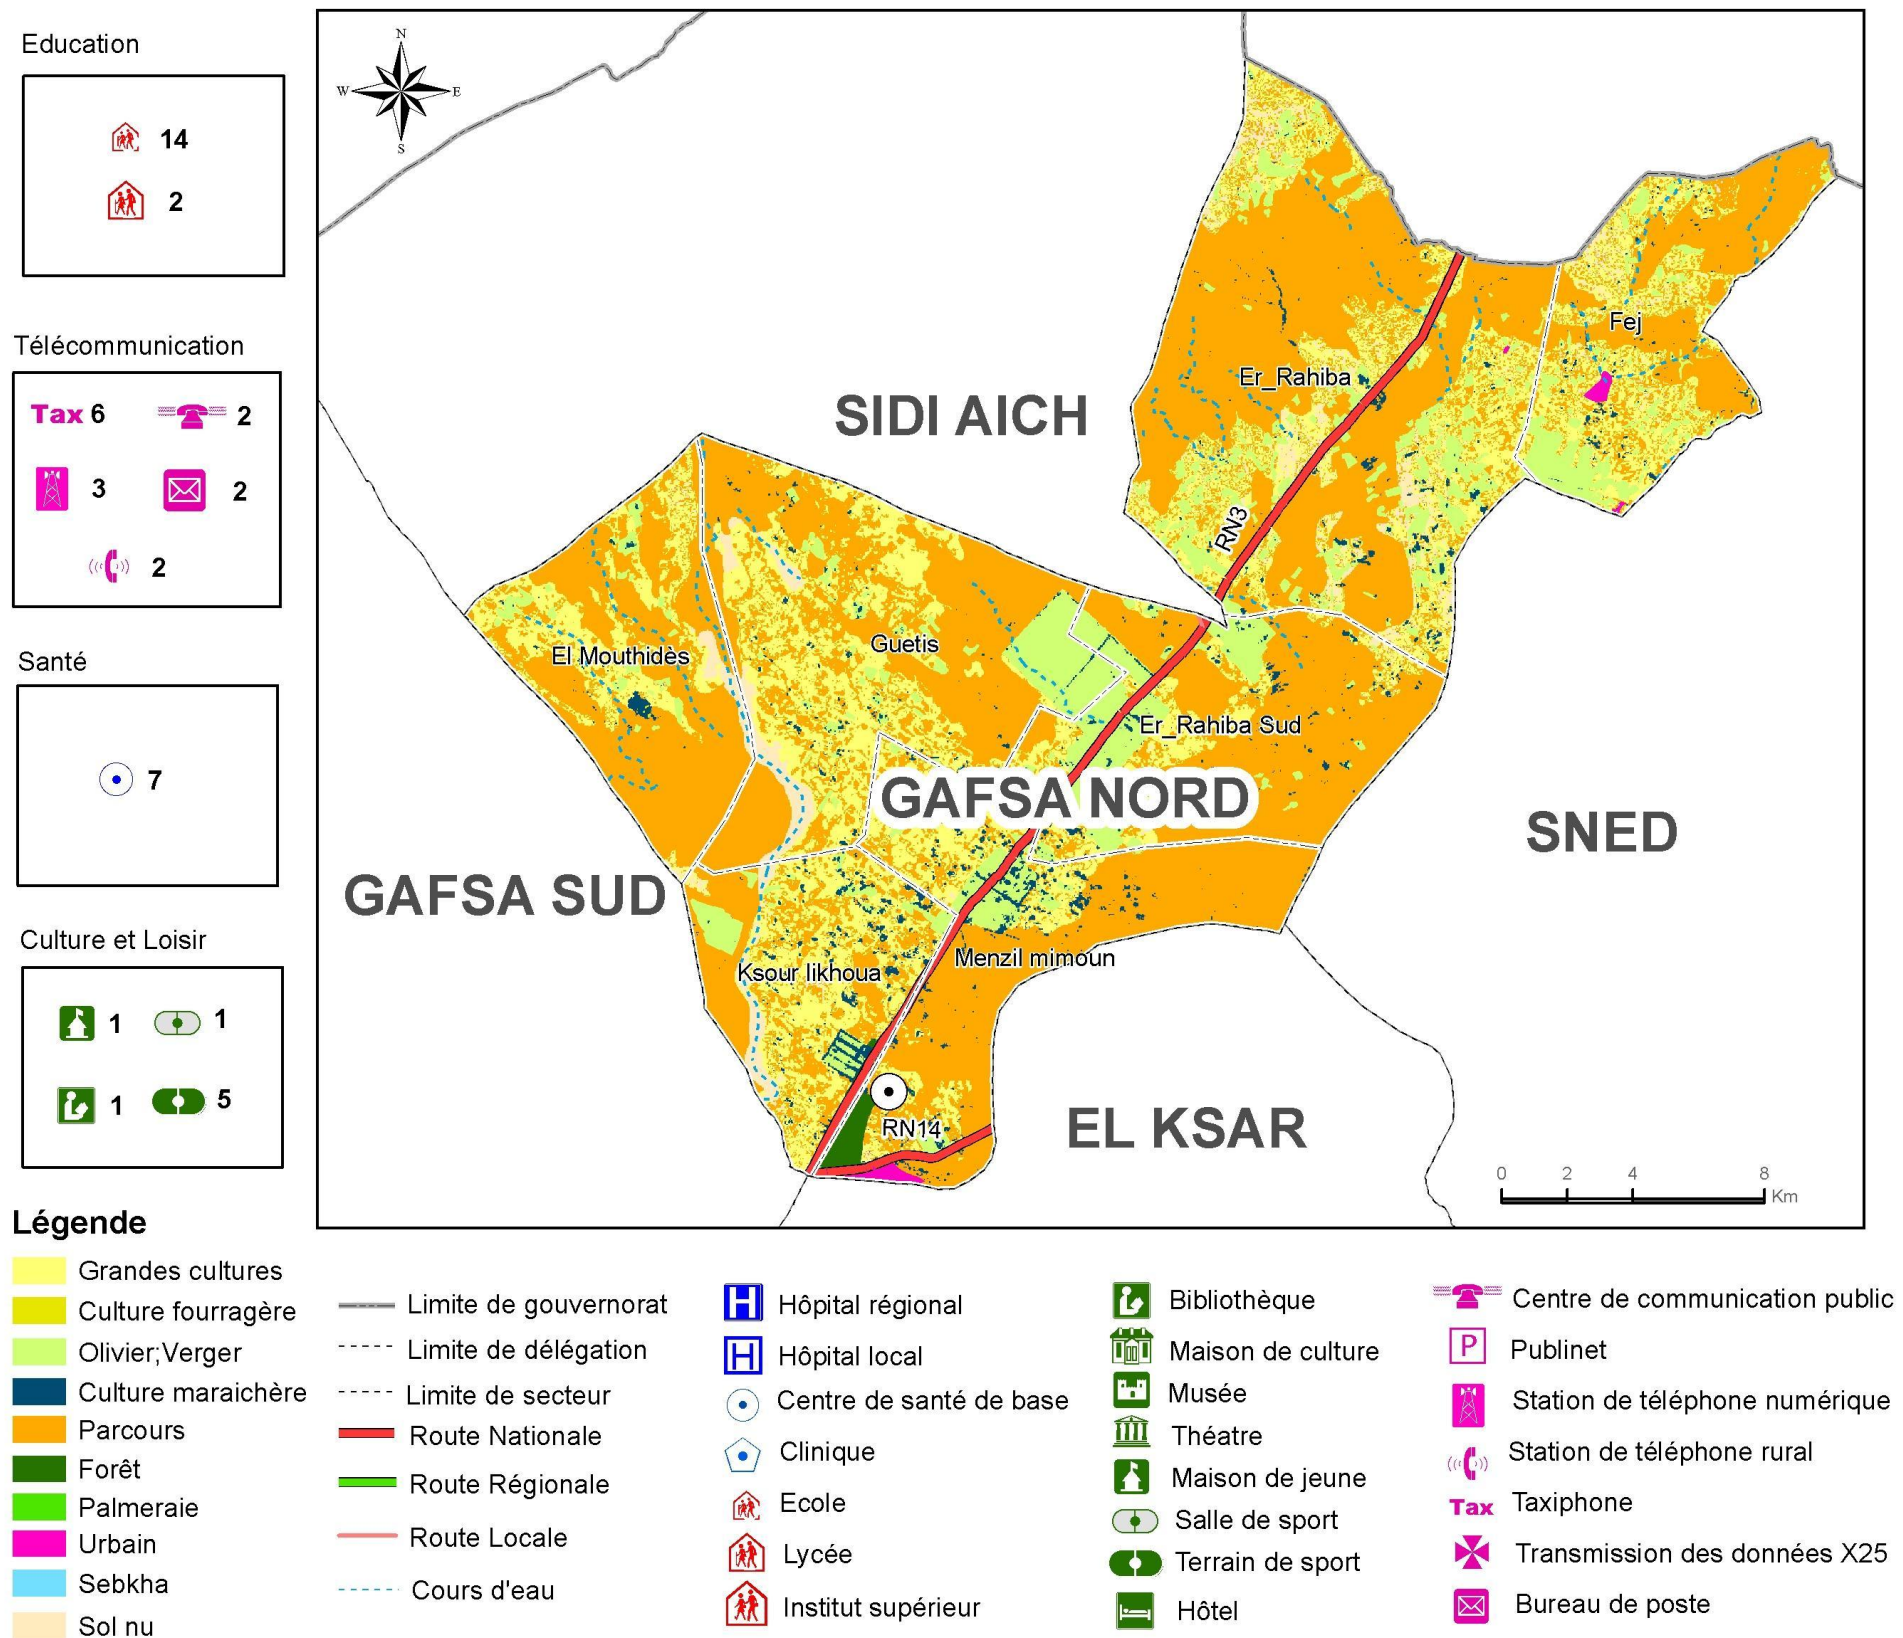 Education
14
2
Télécommunication
Tax 6
2
3
2
2
Santé
7
Culture et Loisir
1
1
1
5
N
W
E
S
SIDI AICH
Fej
Er_Rahiba
RN3
El Mouthidès
Guetis
Er_Rahiba Sud
GAFSA NORD
SNED
GAFSA SUD
Ksour likhoua
Menzil mimoun
RN14
EL KSAR
0 2 4 8
Km
Légende
Grandes cultures
Culture fourragère
Olivier;Verger
Culture maraichère
Parcours
Forêt
Palmeraie
Urbain
Sebkha
Sol nu
Limite de gouvernorat
Limite de délégation
Limite de secteur
Route Nationale
Route Régionale
Route Locale
Cours d'eau
H Hôpital régional
H Hôpital local
Centre de santé de base
Clinique
Ecole
Lycée
Institut supérieur
Bibliothèque
Maison de culture
Musée
Théatre
Maison de jeune
Salle de sport
Terrain de sport
Hôtel
Centre de communication public
P Publinet
Station de téléphone numérique
Station de téléphone rural
Tax Taxiphone
Transmission des données X25
Bureau de poste